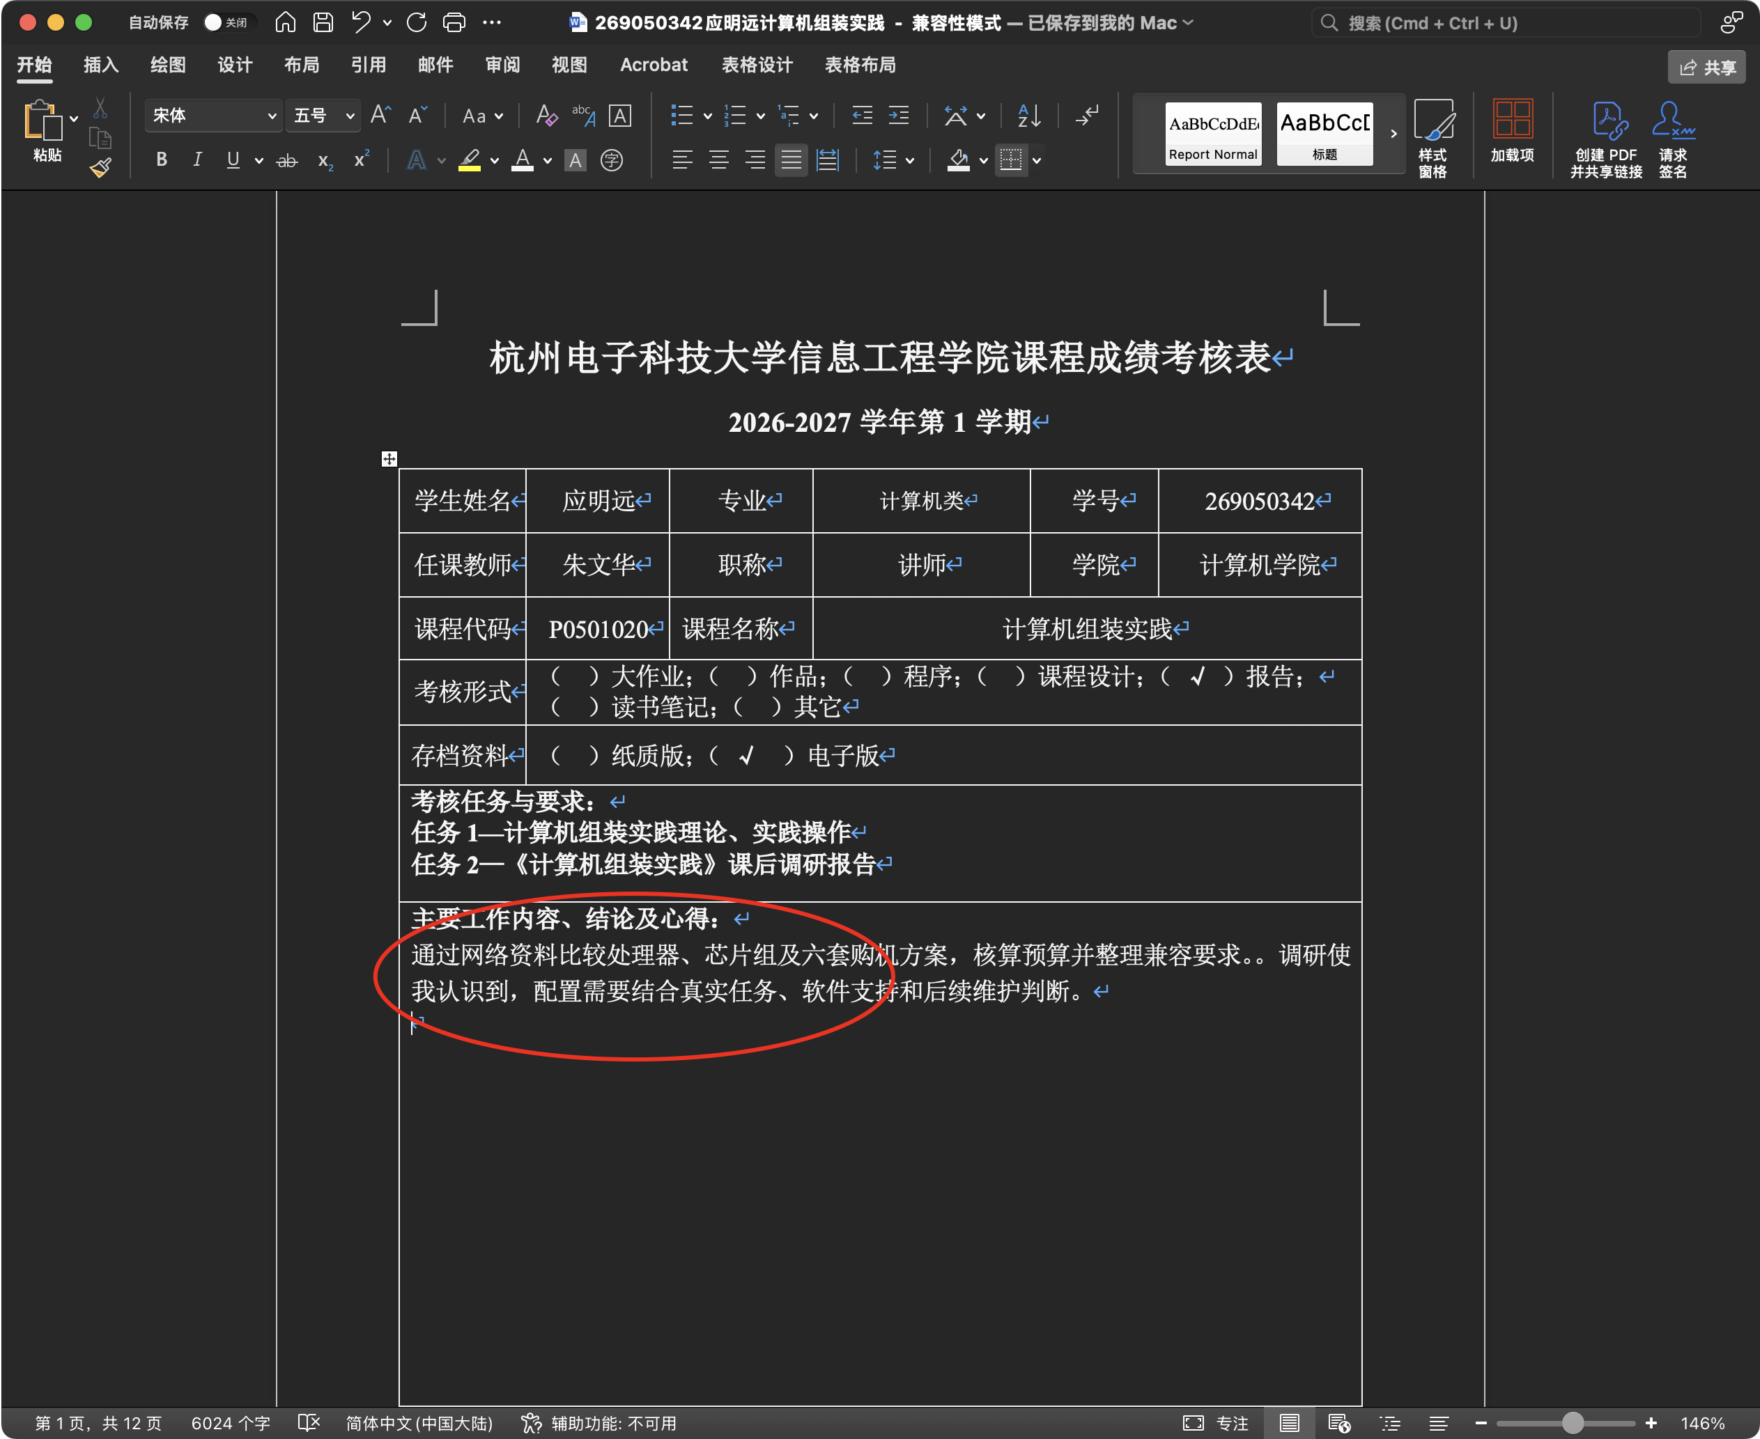 自动保存 关闭 269050342应明远计算机组装实践 - 兼容性模式 — 已保存到我的 Mac 搜索 (Cmd + Ctrl + U)
开始 插入 绘图 设计 布局 引用 邮件 审阅 视图 Acrobat 表格设计 表格布局 共享
粘贴 宋体 五号 AaBbCcDdEe Report Normal AaBbCcD 标题 样式窗格 加载项 创建 PDF 并共享链接 请求签名
杭州电子科技大学信息工程学院课程成绩考核表
2026-2027 学年第 1 学期
学生姓名 应明远 专业 计算机类 学号 269050342
任课教师 朱文华 职称 讲师 学院 计算机学院
课程代码 P0501020 课程名称 计算机组装实践
考核形式 （ ）大作业；（ ）作品；（ ）程序；（ ）课程设计；（ √ ）报告；
（ ）读书笔记；（ ）其它
存档资料 （ ）纸质版；（ √ ）电子版
考核任务与要求：
任务 1—计算机组装实践理论、实践操作
任务 2—《计算机组装实践》课后调研报告
主要工作内容、结论及心得：
通过网络资料比较处理器、芯片组及六套购机方案，核算预算并整理兼容要求。。调研使
我认识到，配置需要结合真实任务、软件支持和后续维护判断。
第 1 页，共 12 页 6024 个字 简体中文 (中国大陆) 辅助功能: 不可用 专注 146%